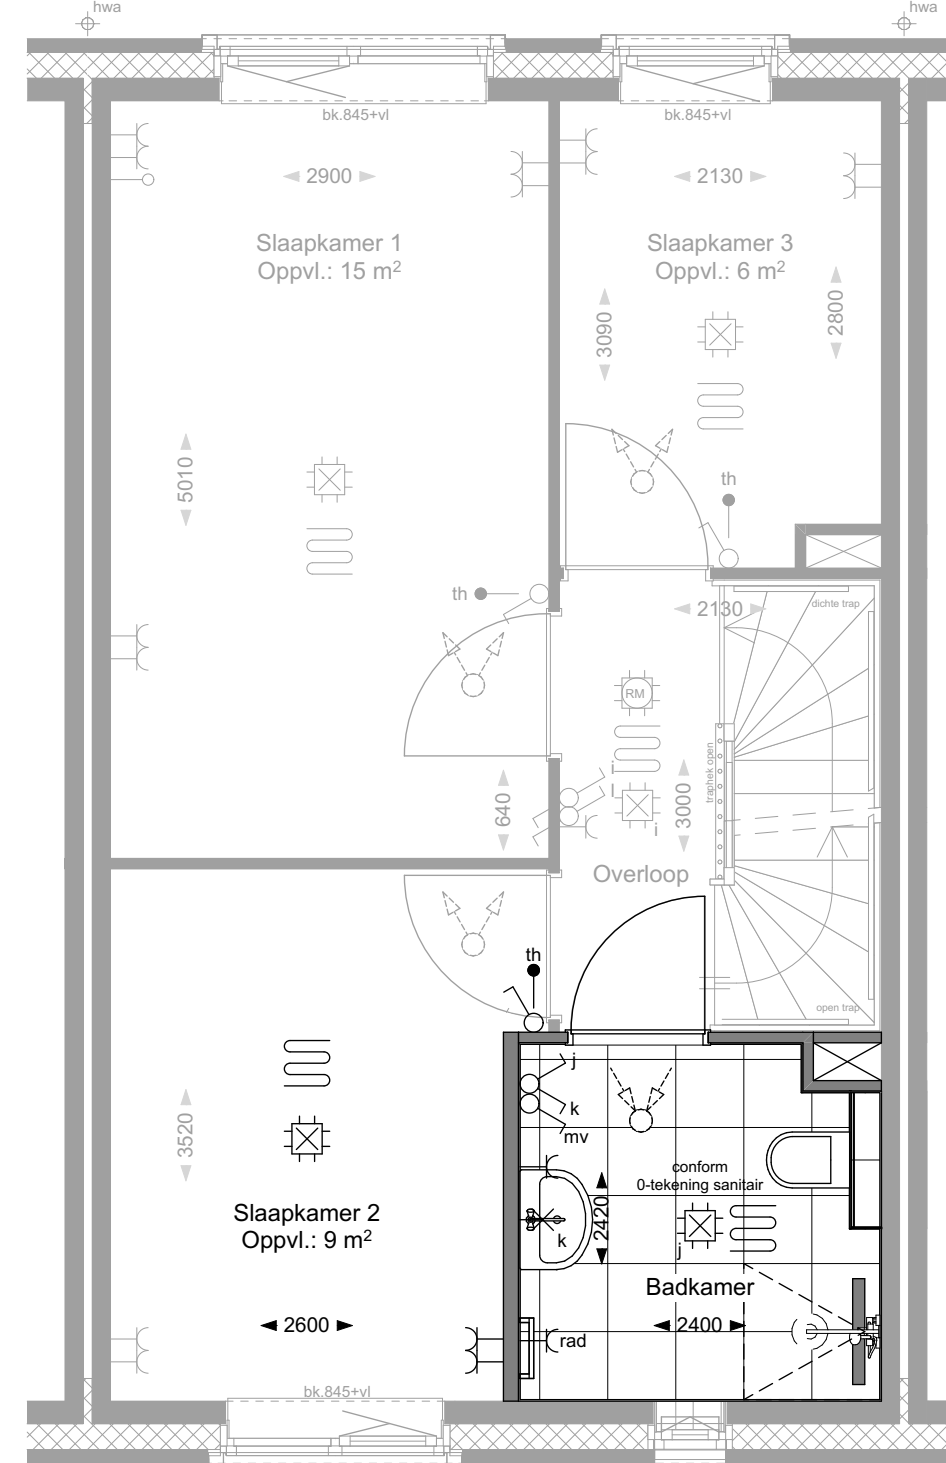 hwa
hwa
bk.845+vl
bk.845+vl
2900
2130
Slaapkamer 1
Oppvl.: 15 m²
Slaapkamer 3
Oppvl.: 6 m²
3090
2800
5010
th
th
2130
dichte trap
RM
traphek open
i
i
640
3000
i
Overloop
th
open trap
j
k
mv
3520
conform
0-tekening sanitair
2420
Slaapkamer 2
Oppvl.: 9 m²
k
j
Badkamer
2600
2400
rad
bk.845+vl